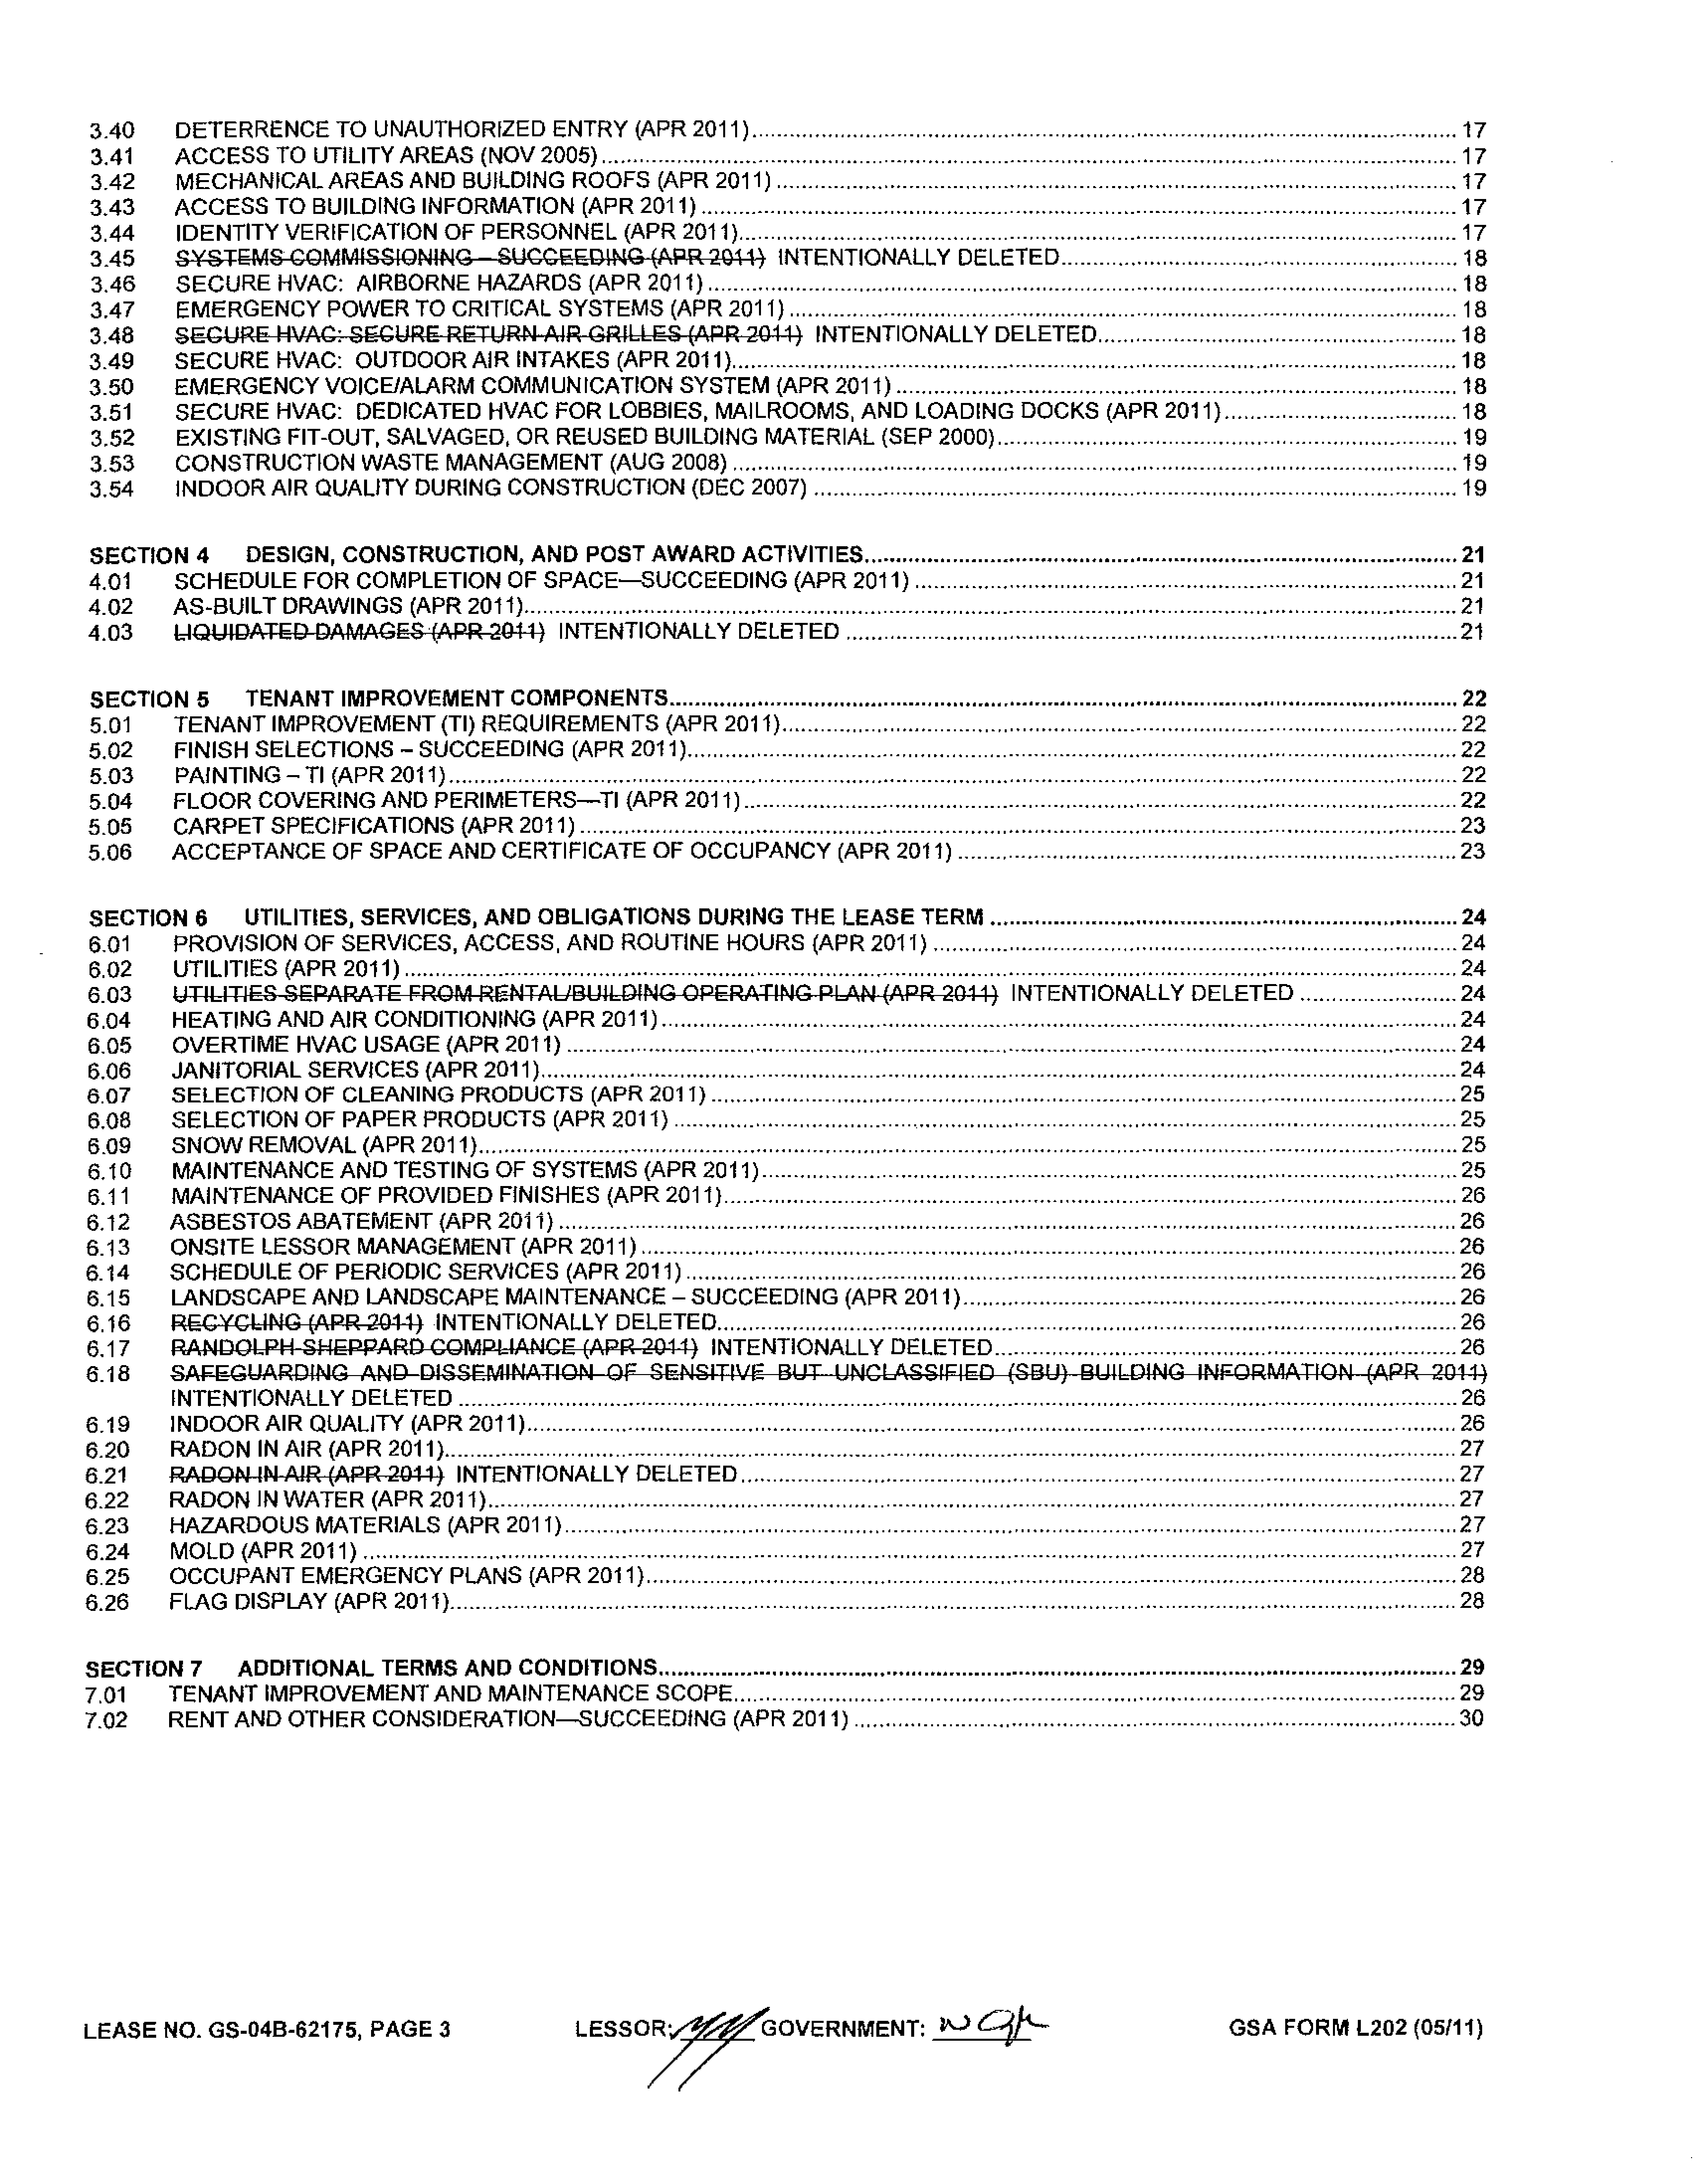 3.40 DETERRENCE TO UNAUTHORIZED ENTRY (APR 2011) 17
3.41 ACCESS TO UTILITY AREAS (NOV 2005) 17
3.42 MECHANICAL AREAS AND BUILDING ROOFS (APR 2011) 17
3.43 ACCESS TO BUILDING INFORMATION (APR 2011) 17
3.44 IDENTITY VERIFICATION OF PERSONNEL (APR 2011) 17
3.45 SYSTEMS COMMISSIONING – SUCCEEDING (APR 2011) INTENTIONALLY DELETED 18
3.46 SECURE HVAC: AIRBORNE HAZARDS (APR 2011) 18
3.47 EMERGENCY POWER TO CRITICAL SYSTEMS (APR 2011) 18
3.48 SECURE HVAC: SECURE RETURN AIR GRILLES (APR 2011) INTENTIONALLY DELETED 18
3.49 SECURE HVAC: OUTDOOR AIR INTAKES (APR 2011) 18
3.50 EMERGENCY VOICE/ALARM COMMUNICATION SYSTEM (APR 2011) 18
3.51 SECURE HVAC: DEDICATED HVAC FOR LOBBIES, MAILROOMS, AND LOADING DOCKS (APR 2011) 18
3.52 EXISTING FIT-OUT, SALVAGED, OR REUSED BUILDING MATERIAL (SEP 2000) 19
3.53 CONSTRUCTION WASTE MANAGEMENT (AUG 2008) 19
3.54 INDOOR AIR QUALITY DURING CONSTRUCTION (DEC 2007) 19
SECTION 4 DESIGN, CONSTRUCTION, AND POST AWARD ACTIVITIES 21
4.01 SCHEDULE FOR COMPLETION OF SPACE—SUCCEEDING (APR 2011) 21
4.02 AS-BUILT DRAWINGS (APR 2011) 21
4.03 LIQUIDATED DAMAGES (APR 2011) INTENTIONALLY DELETED 21
SECTION 5 TENANT IMPROVEMENT COMPONENTS 22
5.01 TENANT IMPROVEMENT (TI) REQUIREMENTS (APR 2011) 22
5.02 FINISH SELECTIONS – SUCCEEDING (APR 2011) 22
5.03 PAINTING – TI (APR 2011) 22
5.04 FLOOR COVERING AND PERIMETERS—TI (APR 2011) 22
5.05 CARPET SPECIFICATIONS (APR 2011) 23
5.06 ACCEPTANCE OF SPACE AND CERTIFICATE OF OCCUPANCY (APR 2011) 23
SECTION 6 UTILITIES, SERVICES, AND OBLIGATIONS DURING THE LEASE TERM 24
6.01 PROVISION OF SERVICES, ACCESS, AND ROUTINE HOURS (APR 2011) 24
6.02 UTILITIES (APR 2011) 24
6.03 UTILITIES SEPARATE FROM RENTAL/BUILDING OPERATING PLAN (APR 2011) INTENTIONALLY DELETED 24
6.04 HEATING AND AIR CONDITIONING (APR 2011) 24
6.05 OVERTIME HVAC USAGE (APR 2011) 24
6.06 JANITORIAL SERVICES (APR 2011) 24
6.07 SELECTION OF CLEANING PRODUCTS (APR 2011) 25
6.08 SELECTION OF PAPER PRODUCTS (APR 2011) 25
6.09 SNOW REMOVAL (APR 2011) 25
6.10 MAINTENANCE AND TESTING OF SYSTEMS (APR 2011) 25
6.11 MAINTENANCE OF PROVIDED FINISHES (APR 2011) 26
6.12 ASBESTOS ABATEMENT (APR 2011) 26
6.13 ONSITE LESSOR MANAGEMENT (APR 2011) 26
6.14 SCHEDULE OF PERIODIC SERVICES (APR 2011) 26
6.15 LANDSCAPE AND LANDSCAPE MAINTENANCE – SUCCEEDING (APR 2011) 26
6.16 RECYCLING (APR 2011) INTENTIONALLY DELETED 26
6.17 RANDOLPH-SHEPPARD COMPLIANCE (APR 2011) INTENTIONALLY DELETED 26
6.18 SAFEGUARDING AND DISSEMINATION OF SENSITIVE BUT UNCLASSIFIED (SBU) BUILDING INFORMATION (APR 2011)
INTENTIONALLY DELETED 26
6.19 INDOOR AIR QUALITY (APR 2011) 26
6.20 RADON IN AIR (APR 2011) 27
6.21 RADON IN AIR (APR 2011) INTENTIONALLY DELETED 27
6.22 RADON IN WATER (APR 2011) 27
6.23 HAZARDOUS MATERIALS (APR 2011) 27
6.24 MOLD (APR 2011) 27
6.25 OCCUPANT EMERGENCY PLANS (APR 2011) 28
6.26 FLAG DISPLAY (APR 2011) 28
SECTION 7 ADDITIONAL TERMS AND CONDITIONS 29
7.01 TENANT IMPROVEMENT AND MAINTENANCE SCOPE 29
7.02 RENT AND OTHER CONSIDERATION—SUCCEEDING (APR 2011) 30
LEASE NO. GS-04B-62175, PAGE 3 LESSOR: GOVERNMENT: GSA FORM L202 (05/11)